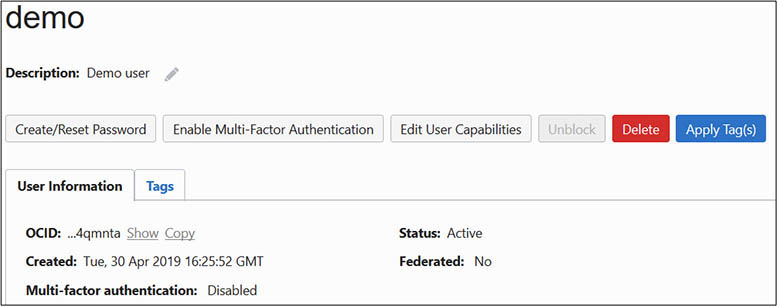 demo
Description: Demo user
Create/Reset Password Enable Multi-Factor Authentication Edit User Capabilities Unblock Delete Apply Tag(s)
User Information Tags
OCID: ...4qmnta Show Copy Status: Active
Created: Tue, 30 Apr 2019 16:25:52 GMT Federated: No
Multi-factor authentication: Disabled